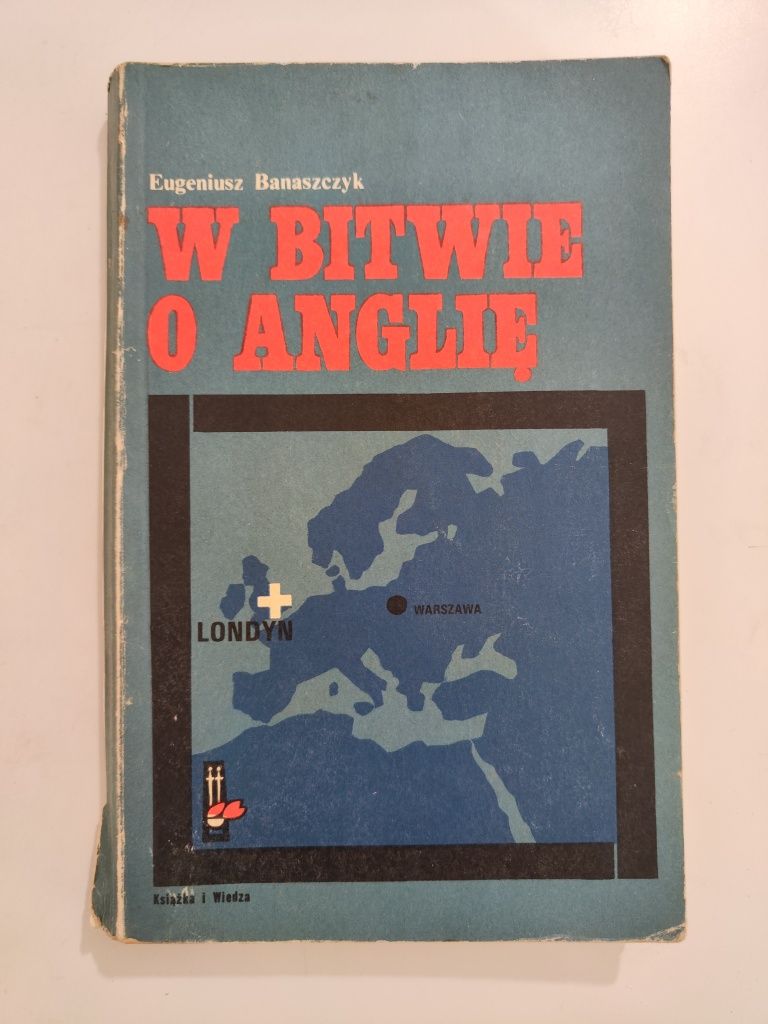 Eugeniusz Banaszczyk
W BITWIE
O ANGLIĘ
WARSZAWA
LONDYN
Książka i Wiedza